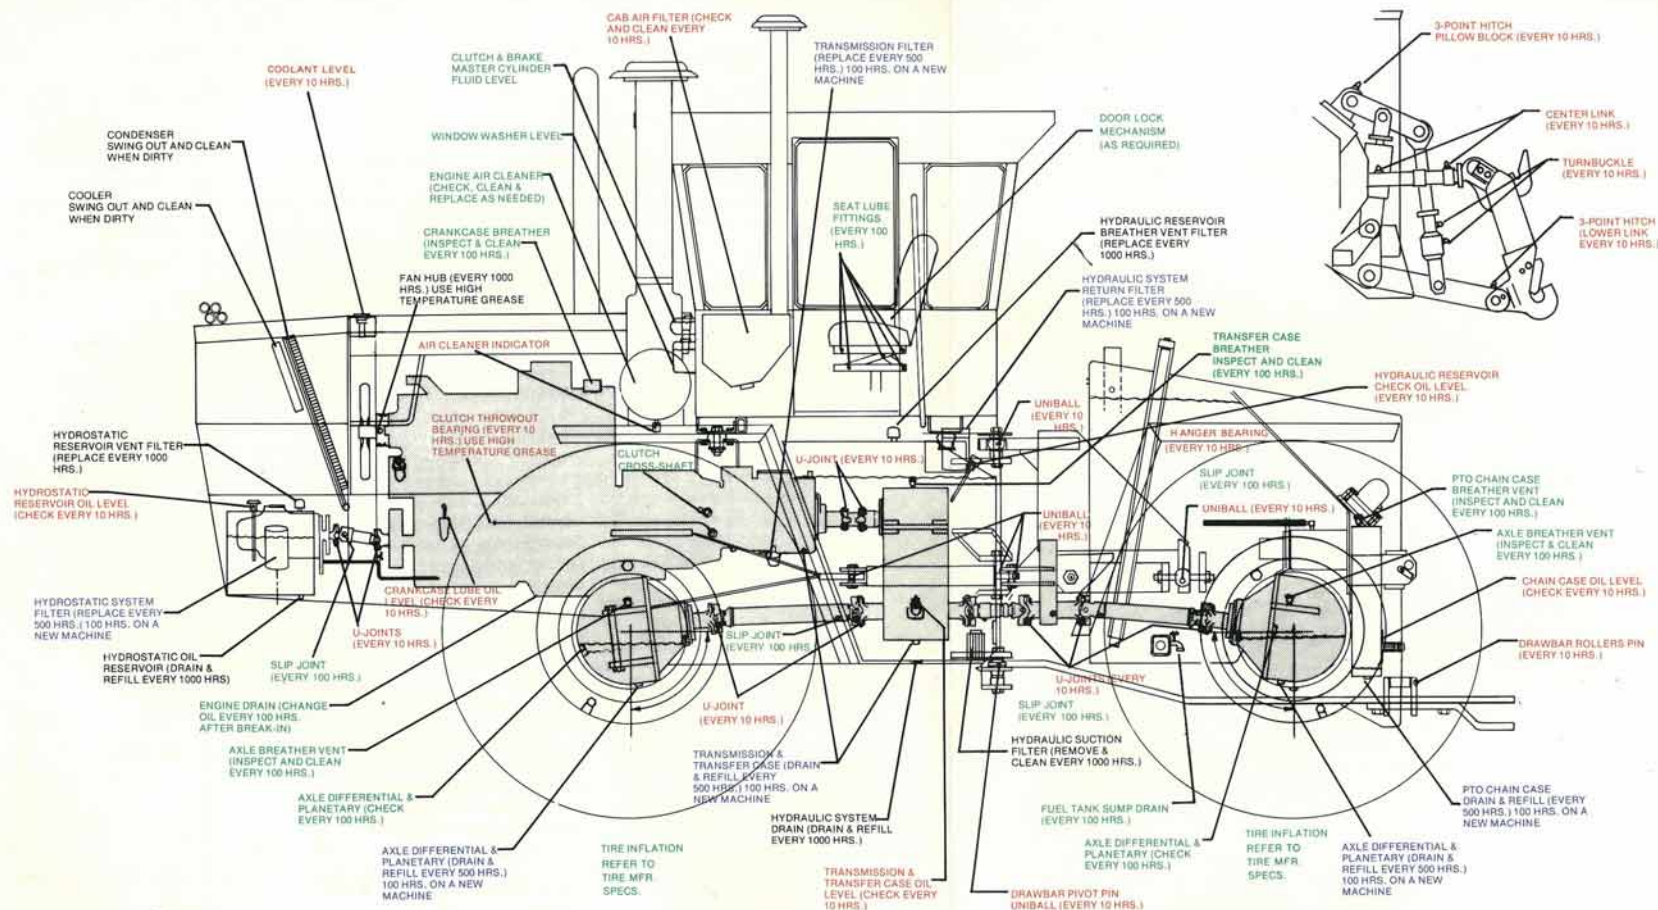 CAB AIR FILTER (CHECK
AND CLEAN EVERY
10 HRS.)
3-POINT HITCH
PILLOW BLOCK (EVERY 10 HRS.)
TRANSMISSION FILTER
(REPLACE EVERY 500
HRS.) 100 HRS. ON A NEW
MACHINE
CLUTCH & BRAKE
MASTER CYLINDER
FLUID LEVEL
COOLANT LEVEL
(EVERY 10 HRS.)
CENTER LINK
(EVERY 10 HRS.)
DOOR LOCK
MECHANISM
(AS REQUIRED)
WINDOW WASHER LEVEL
CONDENSER
SWING OUT AND CLEAN
WHEN DIRTY
TURNBUCKLE
(EVERY 10 HRS.)
ENGINE AIR CLEANER
(CHECK, CLEAN &
REPLACE AS NEEDED)
COOLER
SWING OUT AND CLEAN
WHEN DIRTY
SEAT LUBE
FITTINGS
(EVERY 100
HRS.)
HYDRAULIC RESERVOIR
BREATHER VENT FILTER
(REPLACE EVERY
1000 HRS.)
3-POINT HITCH
(LOWER LINK
EVERY 10 HRS.)
CRANKCASE BREATHER
(INSPECT & CLEAN
EVERY 100 HRS.)
FAN HUB (EVERY 1000
HRS.) USE HIGH
TEMPERATURE GREASE
HYDRAULIC SYSTEM
RETURN FILTER
(REPLACE EVERY 500
HRS.) 100 HRS. ON A NEW
MACHINE
TRANSFER CASE
BREATHER
INSPECT AND CLEAN
(EVERY 100 HRS.)
AIR CLEANER INDICATOR
HYDRAULIC RESERVOIR
CHECK OIL LEVEL
(EVERY 10 HRS.)
UNIBALL
(EVERY 10
HRS.)
CLUTCH THROWOUT
BEARING (EVERY 10
HRS.) USE HIGH
TEMPERATURE GREASE
HYDROSTATIC
RESERVOIR VENT FILTER
(REPLACE EVERY 1000
HRS.)
HANGER BEARING
(EVERY 10 HRS.)
CLUTCH
CROSS-SHAFT
U-JOINT (EVERY 10 HRS.)
SLIP JOINT
(EVERY 100
HRS.)
PTO CHAIN CASE
BREATHER VENT
(INSPECT AND CLEAN
EVERY 100 HRS.)
HYDROSTATIC
RESERVOIR OIL LEVEL
(CHECK EVERY 10 HRS.)
UNIBALL
(EVERY 10
HRS.)
UNIBALL (EVERY 10 HRS.)
AXLE BREATHER VENT
(INSPECT & CLEAN
EVERY 100 HRS.)
CHAIN CASE OIL LEVEL
(CHECK EVERY 10 HRS.)
CRANKCASE LUBE OIL
LEVEL (CHECK EVERY
10 HRS.)
HYDROSTATIC SYSTEM
FILTER (REPLACE EVERY
500 HRS.) 100 HRS. ON A
NEW MACHINE
U-JOINTS
(EVERY 10 HRS.)
SLIP JOINT
(EVERY 100 HRS.)
DRAWBAR ROLLERS PIN
(EVERY 10 HRS.)
HYDROSTATIC OIL
RESERVOIR (DRAIN &
REFILL EVERY 1000 HRS)
SLIP JOINT
(EVERY 100 HRS.)
U-JOINTS (EVERY
10 HRS.)
ENGINE DRAIN (CHANGE
OIL EVERY 100 HRS.
AFTER BREAK-IN)
U-JOINT
(EVERY 10 HRS.)
SLIP JOINT
(EVERY 100 HRS.)
AXLE BREATHER VENT
(INSPECT AND CLEAN
EVERY 100 HRS.)
TRANSMISSION &
TRANSFER CASE (DRAIN
& REFILL EVERY
500 HRS.) 100 HRS. ON A
NEW MACHINE
HYDRAULIC SUCTION
FILTER (REMOVE &
CLEAN EVERY 1000 HRS.)
PTO CHAIN CASE
DRAIN & REFILL (EVERY
500 HRS.) 100 HRS. ON A
NEW MACHINE
AXLE DIFFERENTIAL &
PLANETARY (CHECK
EVERY 100 HRS.)
HYDRAULIC SYSTEM
DRAIN (DRAIN & REFILL
EVERY 1000 HRS.)
FUEL TANK SUMP DRAIN
(EVERY 100 HRS.)
AXLE DIFFERENTIAL &
PLANETARY (DRAIN &
REFILL EVERY 500 HRS.)
100 HRS. ON A NEW
MACHINE
TIRE INFLATION
REFER TO
TIRE MFR.
SPECS.
TRANSMISSION &
TRANSFER CASE OIL
LEVEL (CHECK EVERY
10 HRS.)
AXLE DIFFERENTIAL &
PLANETARY (CHECK
EVERY 100 HRS.)
TIRE INFLATION
REFER TO
TIRE MFR
SPECS.
AXLE DIFFERENTIAL &
PLANETARY (DRAIN &
REFILL EVERY 500 HRS.)
100 HRS. ON A NEW
MACHINE
DRAWBAR PIVOT PIN
UNIBALL (EVERY 10 HRS.)